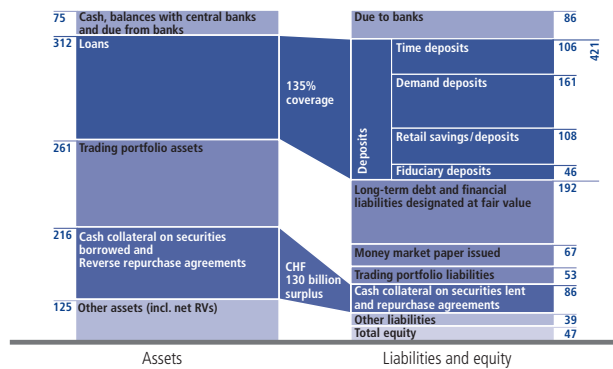 75
Cash, balances with central banks
and due from banks
312
Loans
261
Trading portfolio assets
216
Cash collateral on securities
borrowed and
Reverse repurchase agreements
125
Other assets (incl. net RVs)
135%
coverage
CHF
130 billion
surplus
Due to banks
86
Deposits
Time deposits
106
421
Demand deposits
161
Retail savings/deposits
108
Fiduciary deposits
46
Long-term debt and financial
liabilities designated at fair value
192
Money market paper issued
67
Trading portfolio liabilities
53
Cash collateral on securities lent
and repurchase agreements
86
Other liabilities
39
Total equity
47
Assets
Liabilities and equity